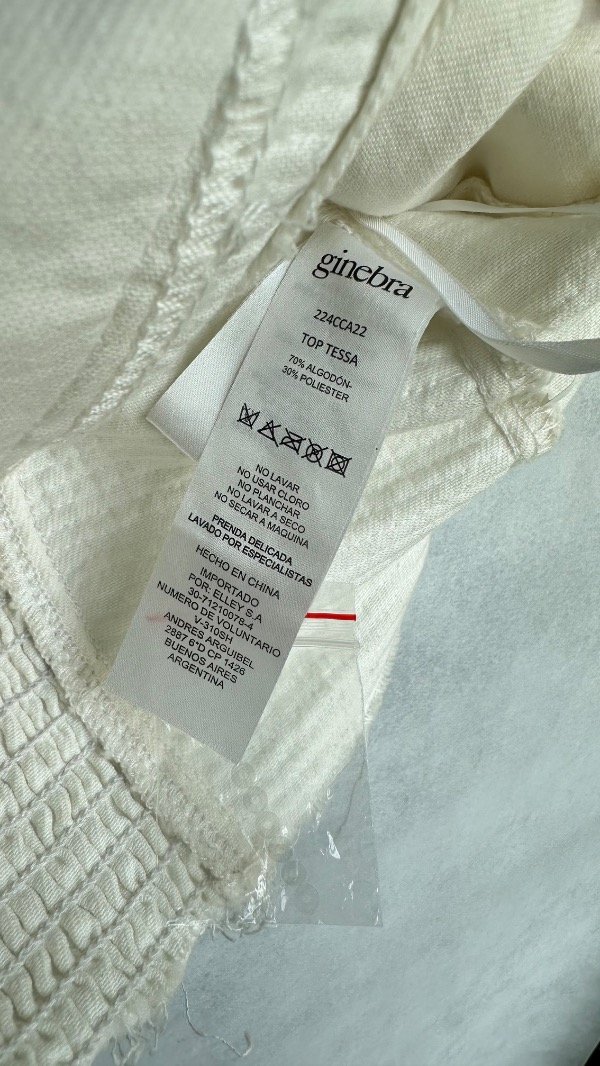 ginebra
224CCA22
TOP TESSA
70% ALGODÓN-
30% POLIESTER
NO LAVAR
NO USAR CLORO
NO PLANCHAR
NO LAVAR A SECO
NO SECAR A MAQUINA
PRENDA DELICADA
LAVADO POR ESPECIALISTAS
HECHO EN CHINA
IMPORTADO
POR: ELLEY S.A
30-71210078-4
NUMERO DE VOLUNTARIO
V-310SH
ANDRES ARGUIBEL
2887 6°D CP 1426
BUENOS AIRES
ARGENTINA